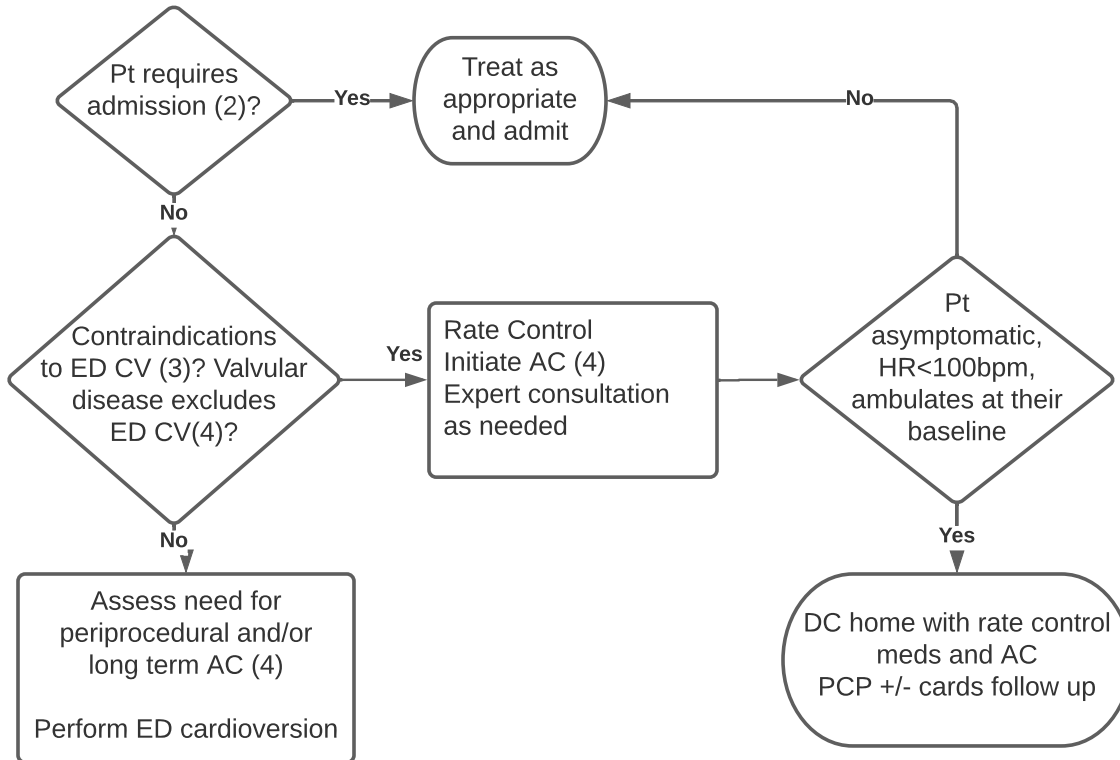 Pt requires
admission (2)?
Yes
Treat as
appropriate
and admit
No
No
Contraindications
to ED CV (3)? Valvular
disease excludes
ED CV(4)?
Yes
Rate Control
Initiate AC (4)
Expert consultation
as needed
Pt
asymptomatic,
HR<100bpm,
ambulates at their
baseline
No
Yes
Assess need for
periprocedural and/or
long term AC (4)
Perform ED cardioversion
DC home with rate control
meds and AC
PCP +/- cards follow up